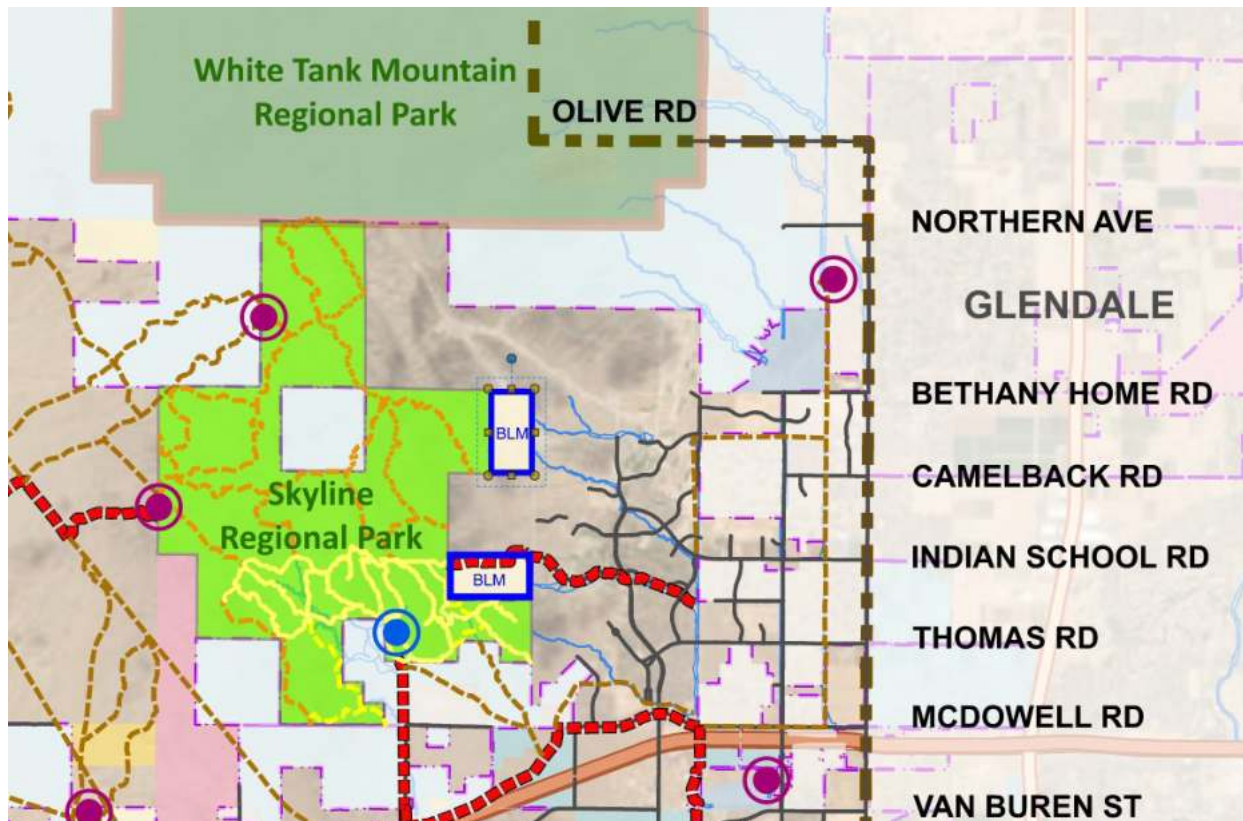 White Tank Mountain
Regional Park
OLIVE RD
NORTHERN AVE
GLENDALE
BETHANY HOME RD
BLM
CAMELBACK RD
Skyline
Regional Park
INDIAN SCHOOL RD
BLM
THOMAS RD
MCDOWELL RD
VAN BUREN ST